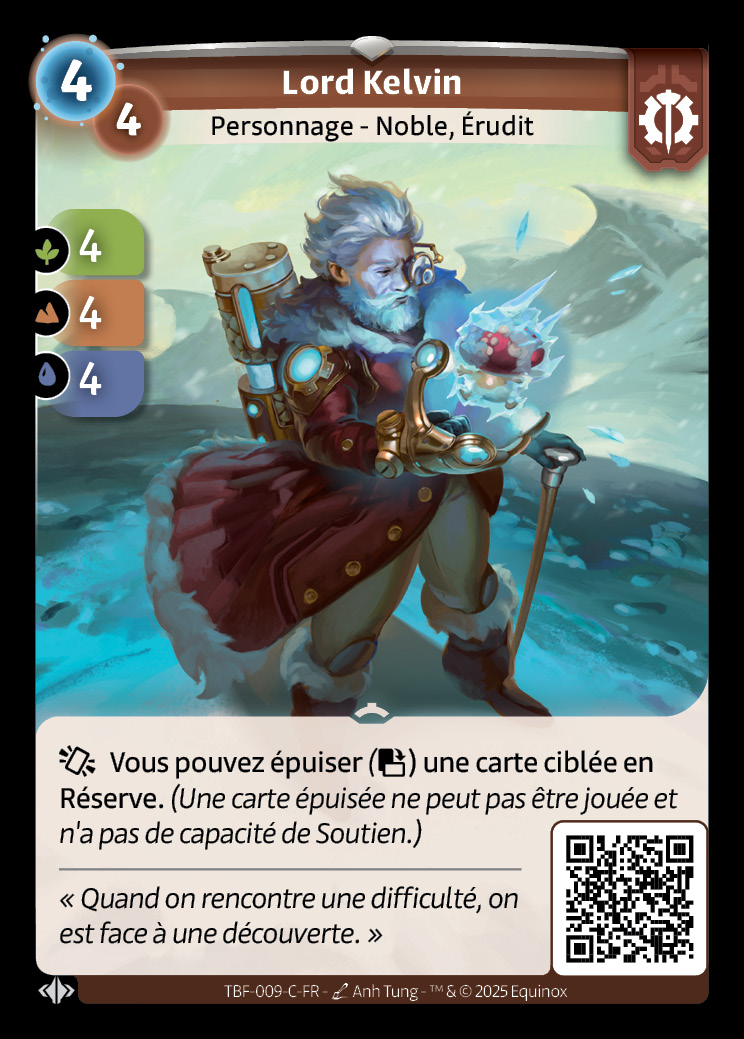 4
Lord Kelvin
4
Personnage - Noble, Érudit
4
4
4
Vous pouvez épuiser () une carte ciblée en
Réserve. (Une carte épuisée ne peut pas être jouée et
n'a pas de capacité de Soutien.)
« Quand on rencontre une difficulté, on
est face à une découverte. »
TBF-009-C-FR - Anh Tung - ™ & © 2025 Equinox